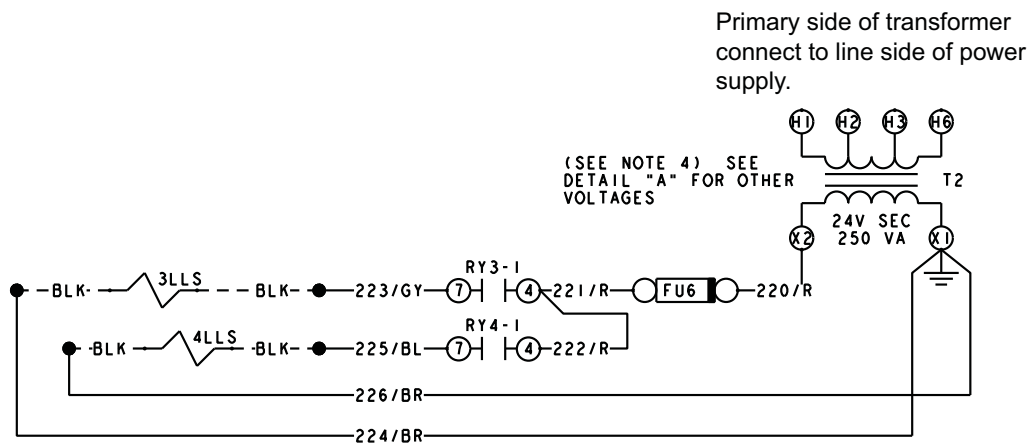 Primary side of transformer
connect to line side of power
supply.
H1 H2 H3 H6
(SEE NOTE 4) SEE
DETAIL "A" FOR OTHER
VOLTAGES
T2
24V SEC
250 VA
X2 X1
RY3-1
3LLS
BLK BLK 223/GY 7 4 221/R FU6 220/R
RY4-1
4LLS
BLK BLK 225/BL 7 4 222/R
226/BR
224/BR